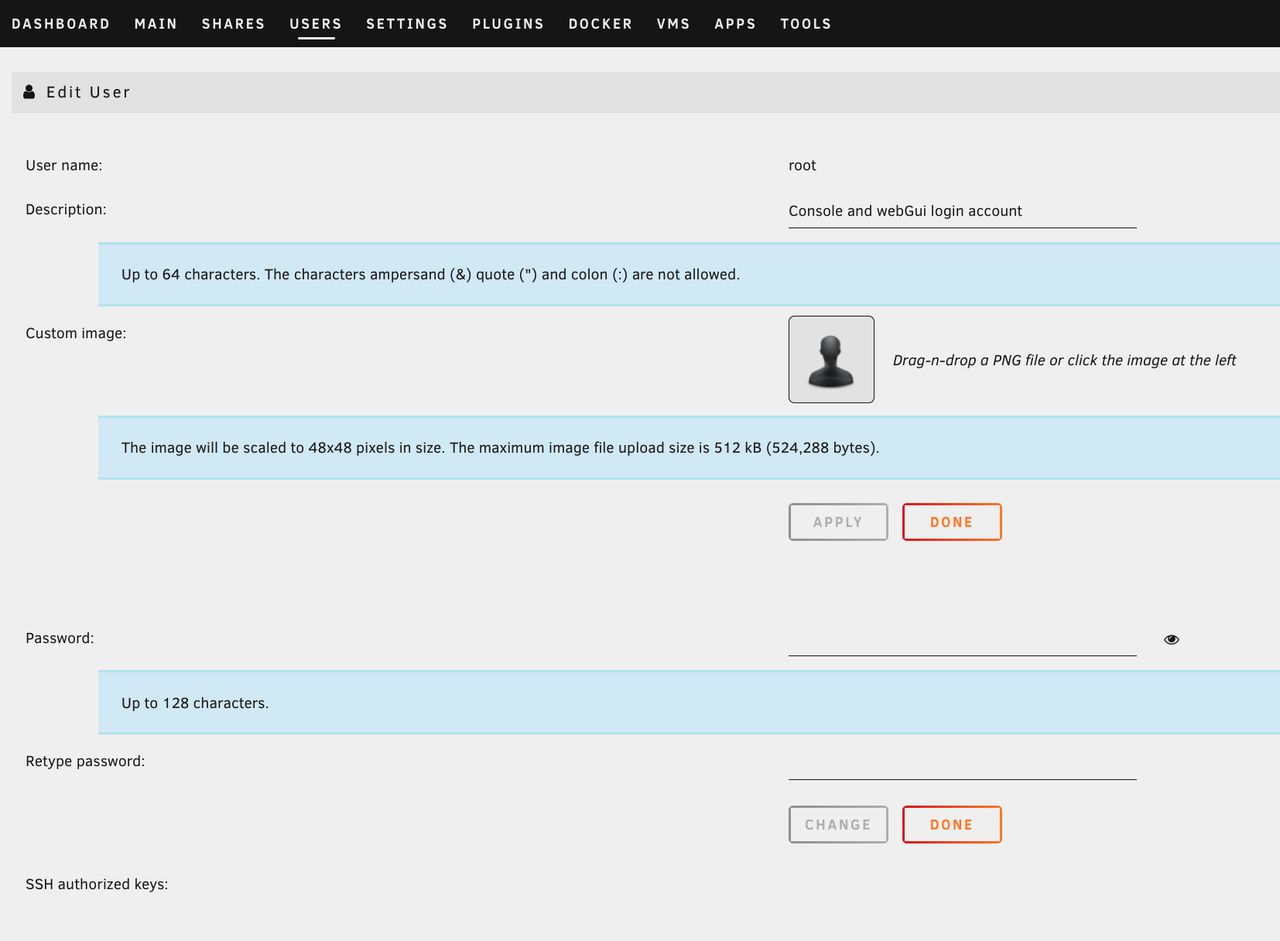 DASHBOARD MAIN SHARES USERS SETTINGS PLUGINS DOCKER VMS APPS TOOLS
Edit User
User name: root
Description: Console and webGui login account
Up to 64 characters. The characters ampersand (&) quote (") and colon (:) are not allowed.
Custom image: Drag-n-drop a PNG file or click the image at the left
The image will be scaled to 48x48 pixels in size. The maximum image file upload size is 512 kB (524,288 bytes).
APPLY DONE
Password:
Up to 128 characters.
Retype password:
CHANGE DONE
SSH authorized keys: